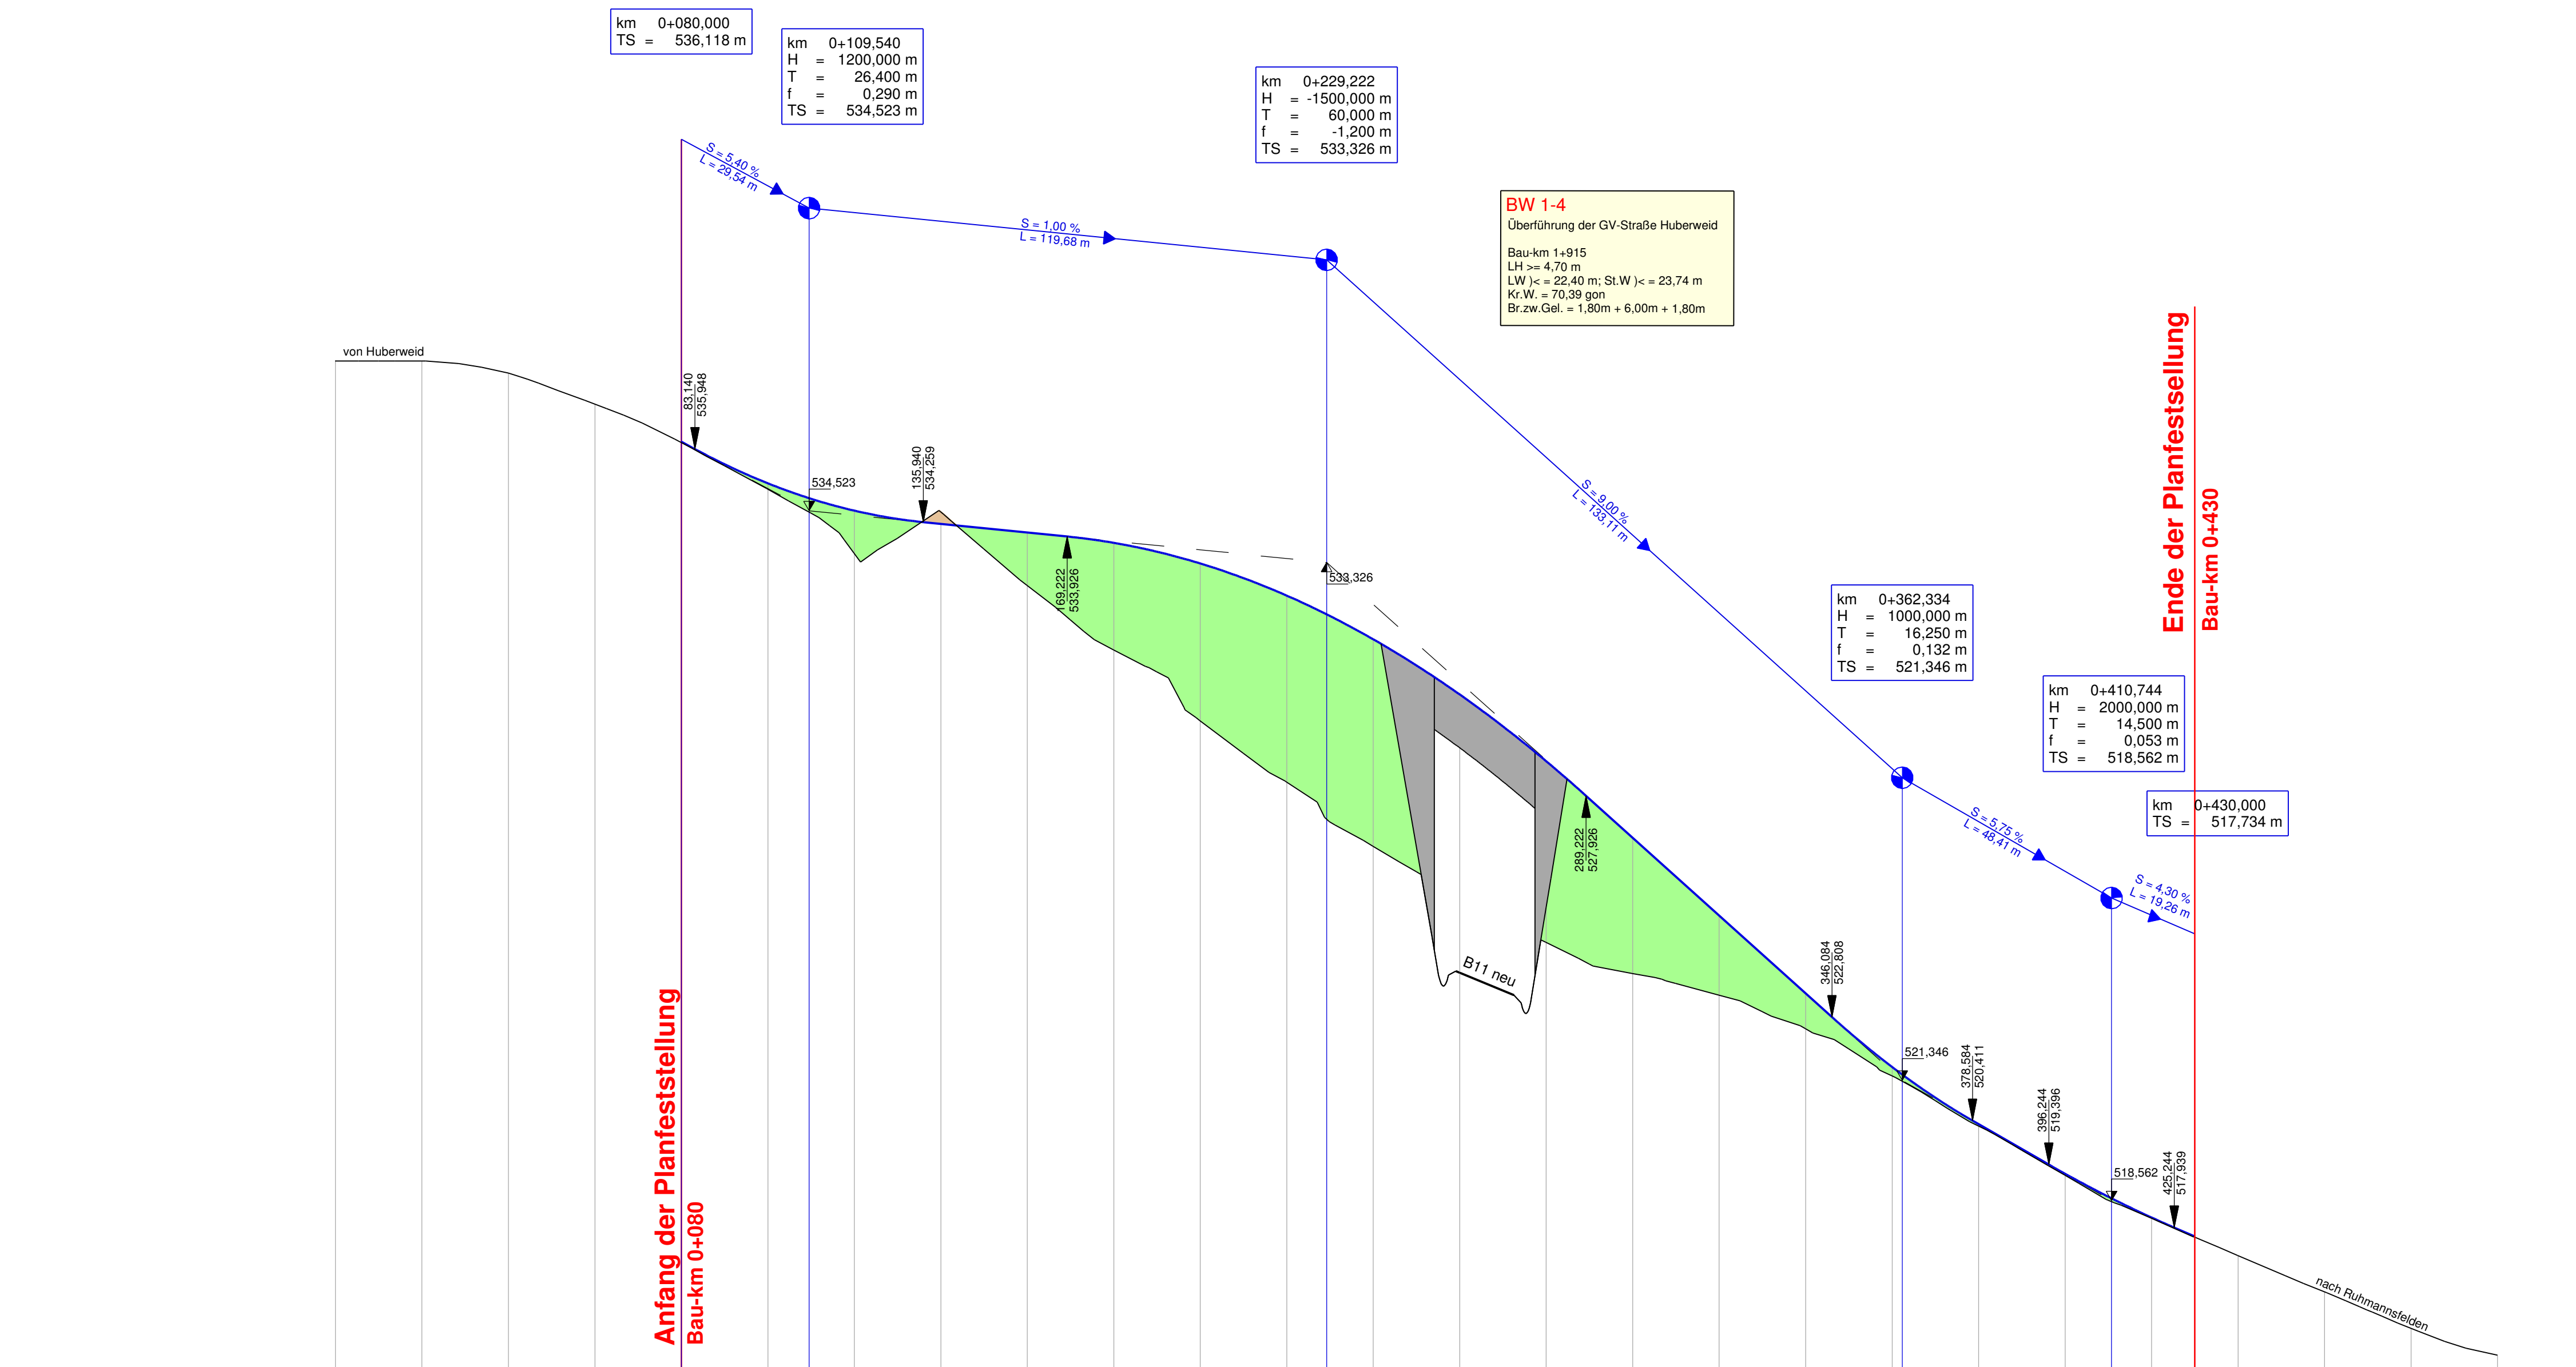 km 0+080,000
TS = 536,118 m
km 0+109,540
H = 1200,000 m
T = 26,400 m
f = 0,290 m
TS = 534,523 m
km 0+229,222
H = -1500,000 m
T = 60,000 m
f = -1,200 m
TS = 533,326 m
S = 5,40 %
L = 29,54 m
S = 1,00 %
L = 119,68 m
BW 1-4
Überführung der GV-Straße Huberweid
Bau-km 1+915
LH >= 4,70 m
LW )< = 22,40 m; St.W )< = 23,74 m
Kr.W. = 70,39 gon
Br.zw.Gel. = 1,80m + 6,00m + 1,80m
von Huberweid
83,140
535,948
534,523
135,940
534,259
169,222
533,926
533,326
S = 9,00 %
L = 133,11 m
Ende der Planfestsellung
Bau-km 0+430
km 0+362,334
H = 1000,000 m
T = 16,250 m
f = 0,132 m
TS = 521,346 m
km 0+410,744
H = 2000,000 m
T = 14,500 m
f = 0,053 m
TS = 518,562 m
km 0+430,000
TS = 517,734 m
S = 5,75 %
L = 48,41 m
S = 4,30 %
L = 19,26 m
289,222
527,926
B11 neu
346,084
522,808
521,346
378,584
520,411
396,244
519,396
518,562
425,244
517,939
Anfang der Planfeststellung
Bau-km 0+080
nach Ruhmannsfelden